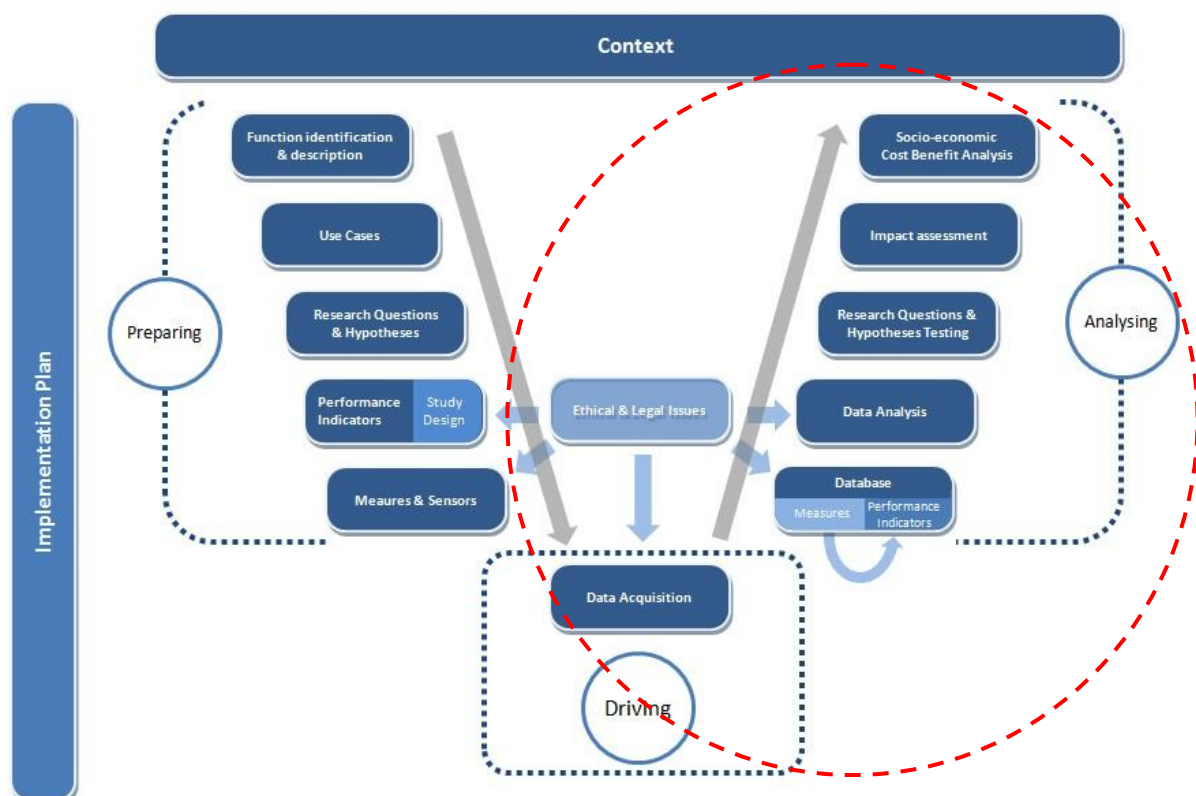 Context
Implementation Plan
Function identification
& description
Use Cases
Research Questions
& Hypotheses
Performance
Indicators
Study
Design
Meaures & Sensors
Preparing
Ethical & Legal Issues
Data Acquisition
Driving
Socio-economic
Cost Benefit Analysis
Impact assessment
Research Questions &
Hypotheses Testing
Data Analysis
Database
Measures
Performance
Indicators
Analysing